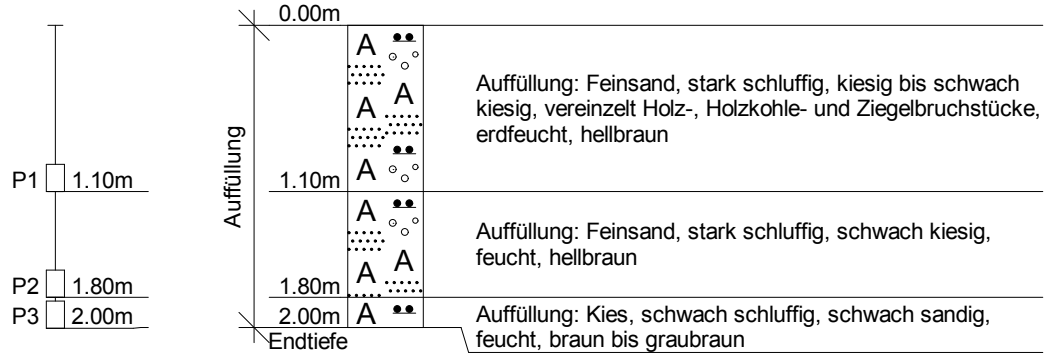 0.00m
Auffüllung: Feinsand, stark schluffig, kiesig bis schwach
kiesig, vereinzelt Holz-, Holzkohle- und Ziegelbruchstücke,
erdfeucht, hellbraun
Auffüllung
P1 1.10m
1.10m
Auffüllung: Feinsand, stark schluffig, schwach kiesig,
feucht, hellbraun
P2 1.80m
1.80m
P3 2.00m
2.00m
Auffüllung: Kies, schwach schluffig, schwach sandig,
feucht, braun bis graubraun
Endtiefe
A
A
A
A
A
A
A
A